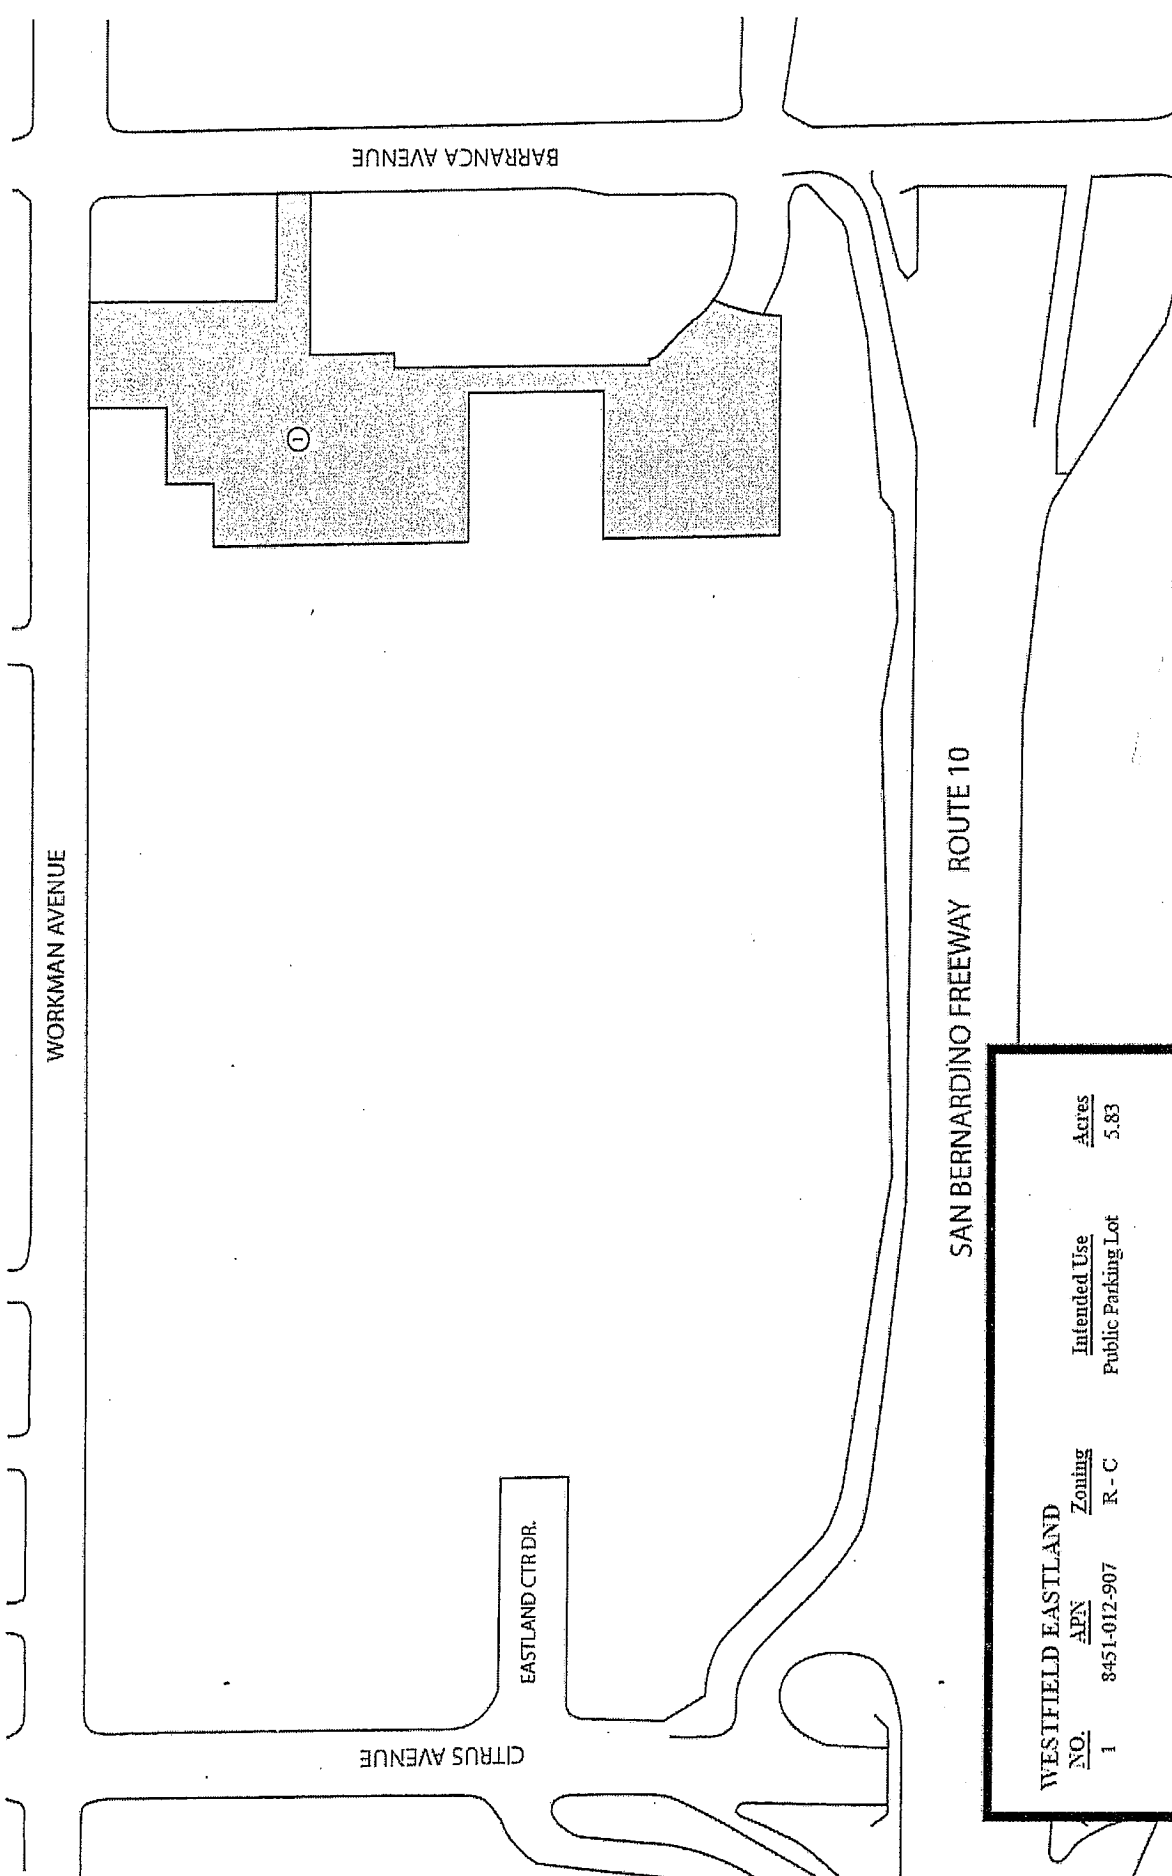 WORKMAN AVENUE
BARRANCA AVENUE
1
CITRUS AVENUE
EASTLAND CTR DR.
SAN BERNARDINO FREEWAY ROUTE 10
WESTFIELD EASTLAND
NO. APN Zoning Intended Use Acres
1 8451-012-907 R - C Public Parking Lot 5.83